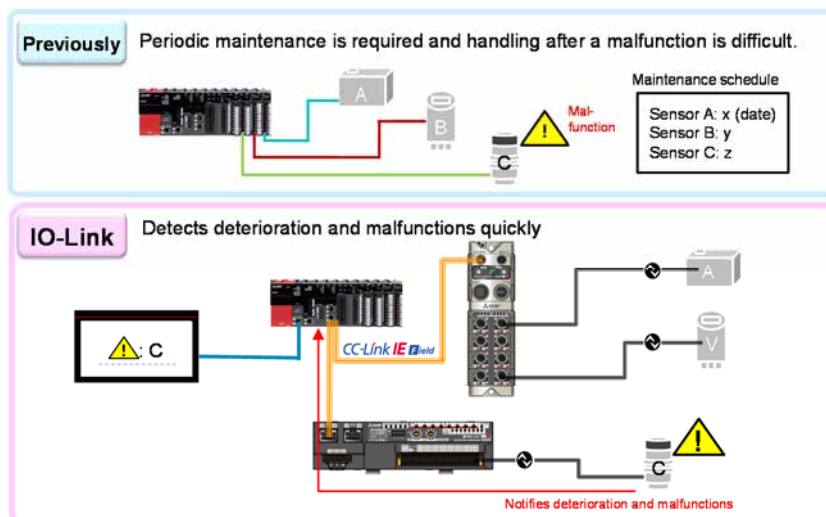 Previously
Periodic maintenance is required and handling after a malfunction is difficult.
Maintenance schedule
A
B
C
!
Mal-
function
Sensor A: x (date)
Sensor B: y
Sensor C: z
IO-Link
Detects deterioration and malfunctions quickly
A
! : C
CC-Link IE Field
V
C
!
Notifies deterioration and malfunctions